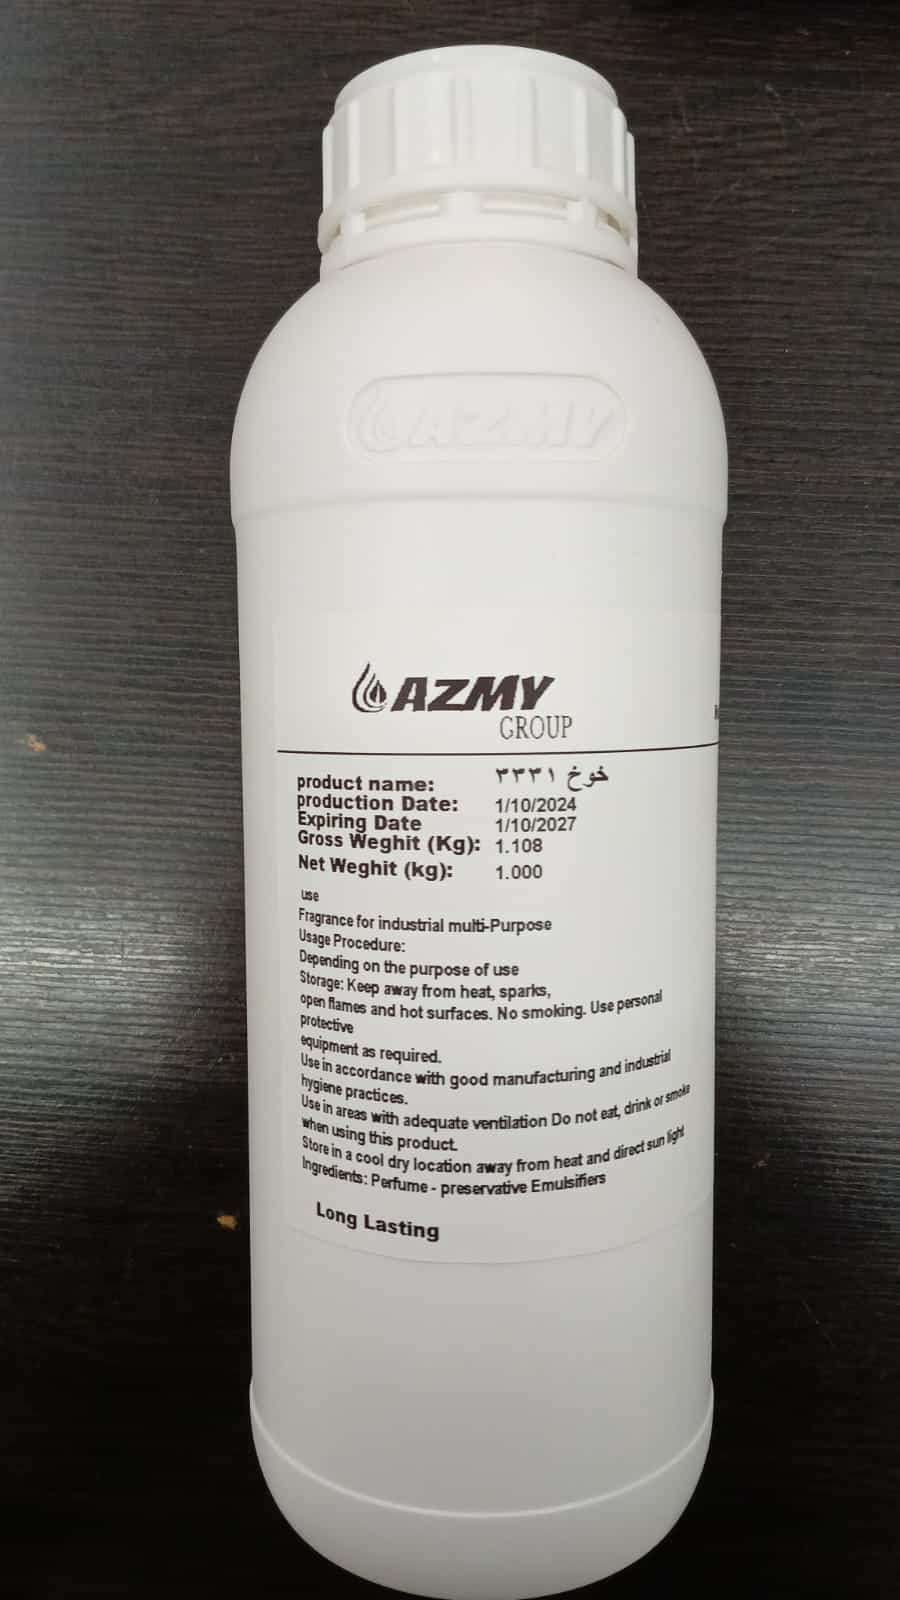 AZMY
AZMY
GROUP
product name: خوخ ٣٣٣١
production Date: 1/10/2024
Expiring Date 1/10/2027
Gross Weghit (Kg): 1.108
Net Weghit (kg): 1.000
use
Fragrance for industrial multi-Purpose
Usage Procedure:
Depending on the purpose of use
Storage: Keep away from heat, sparks,
open flames and hot surfaces. No smoking. Use personal
protective
equipment as required.
Use in accordance with good manufacturing and industrial
hygiene practices.
Use in areas with adequate ventilation Do not eat, drink or smoke
when using this product.
Store in a cool dry location away from heat and direct sun light
Ingredients: Perfume - preservative Emulsifiers
Long Lasting